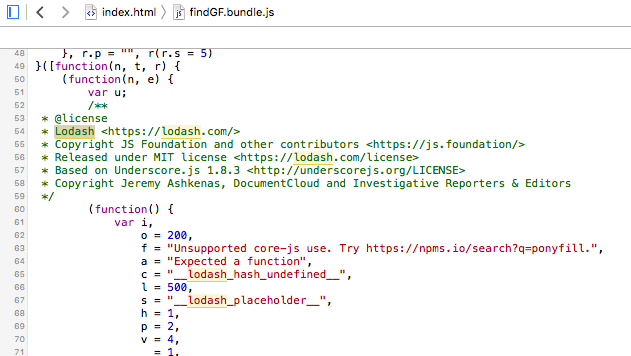 index.html findGF.bundle.js
48 }, r.p = "", r(r.s = 5)
49 }([function(n, t, r) {
50 (function(n, e) {
51 var u;
52 /**
53 * @license
54 * Lodash <https://lodash.com/>
55 * Copyright JS Foundation and other contributors <https://js.foundation/>
56 * Released under MIT license <https://lodash.com/license>
57 * Based on Underscore.js 1.8.3 <http://underscorejs.org/LICENSE>
58 * Copyright Jeremy Ashkenas, DocumentCloud and Investigative Reporters & Editors
59 */
60 (function() {
61 var i,
62 o = 200,
63 f = "Unsupported core-js use. Try https://npms.io/search?q=ponyfill.",
64 a = "Expected a function",
65 c = "__lodash_hash_undefined__",
66 l = 500,
67 s = "__lodash_placeholder__",
68 h = 1,
69 p = 2,
70 v = 4,
71 = 1,